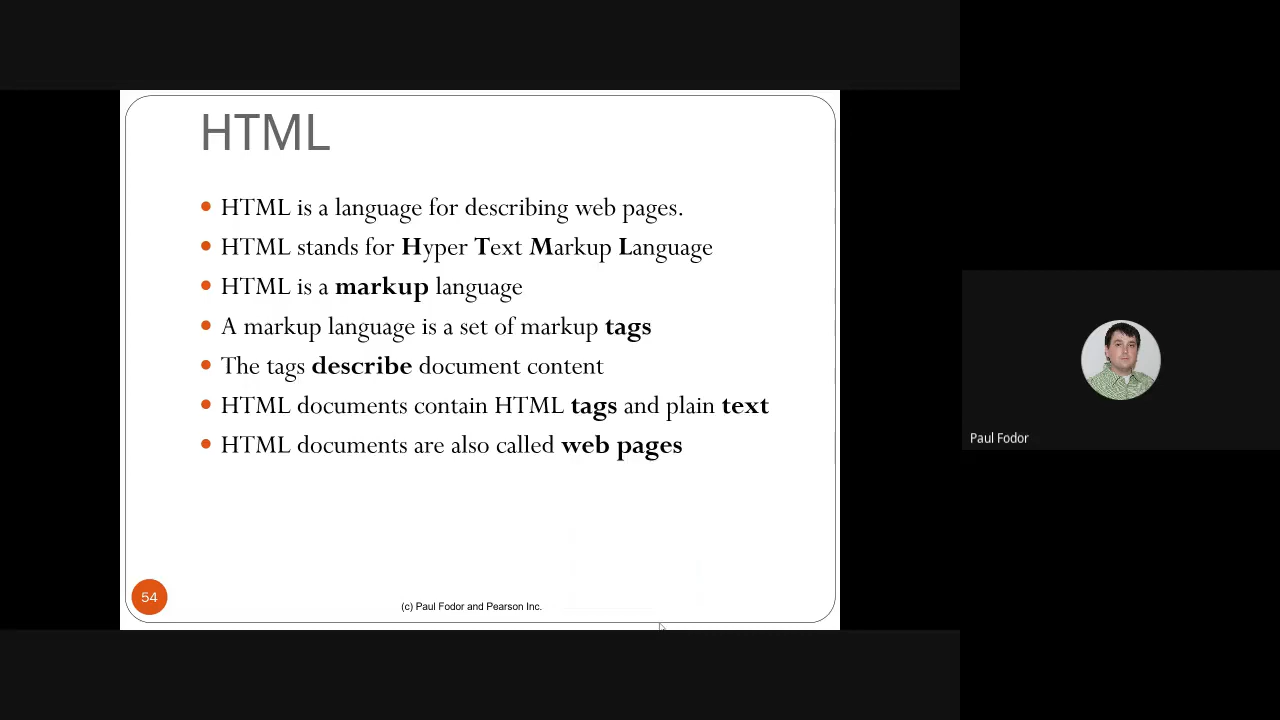 HTML
HTML is a language for describing web pages.
HTML stands for Hyper Text Markup Language
HTML is a markup language
A markup language is a set of markup tags
The tags describe document content
HTML documents contain HTML tags and plain text
HTML documents are also called web pages
54
(c) Paul Fodor and Pearson Inc.
Paul Fodor